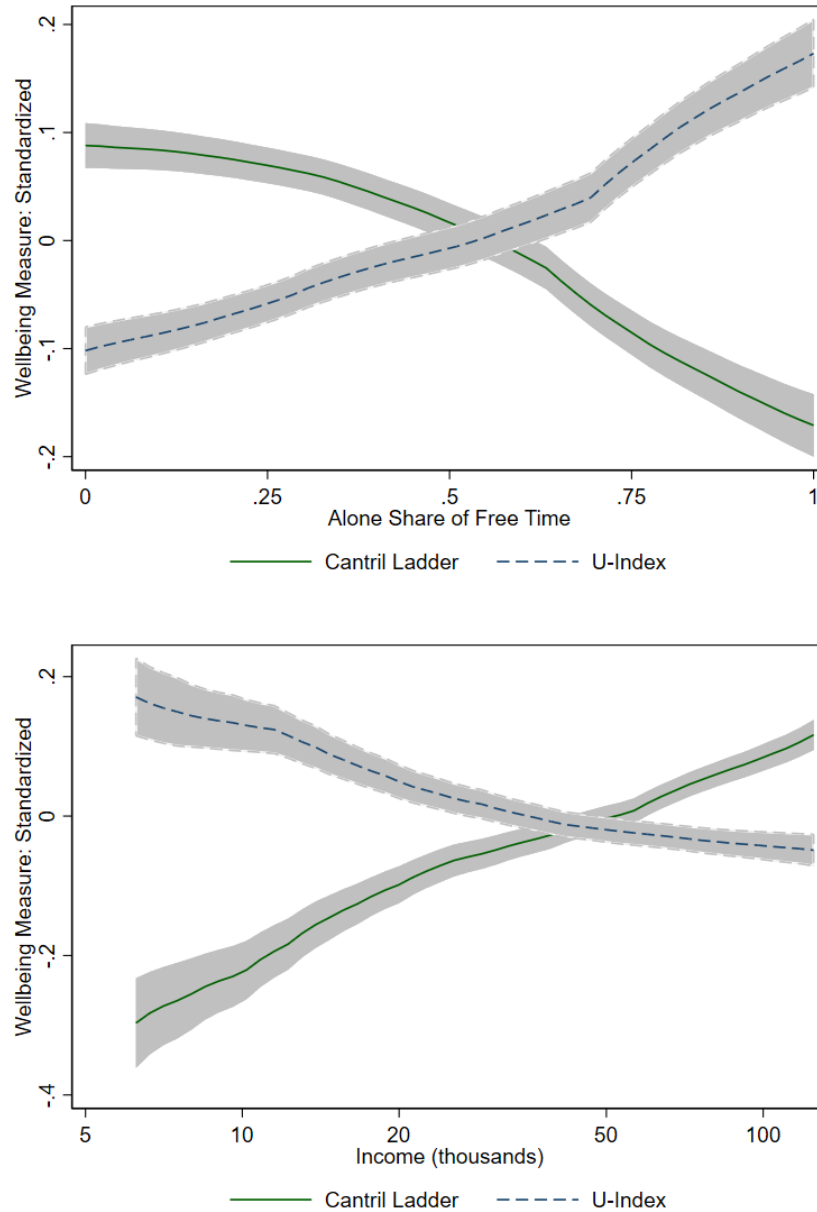 Wellbeing Measure: Standardized
.2
.1
0
-.1
-.2
0 .25 .5 .75 1
Alone Share of Free Time
Cantril Ladder U-Index
Wellbeing Measure: Standardized
.2
0
-.2
-.4
5 10 20 50 100
Income (thousands)
Cantril Ladder U-Index